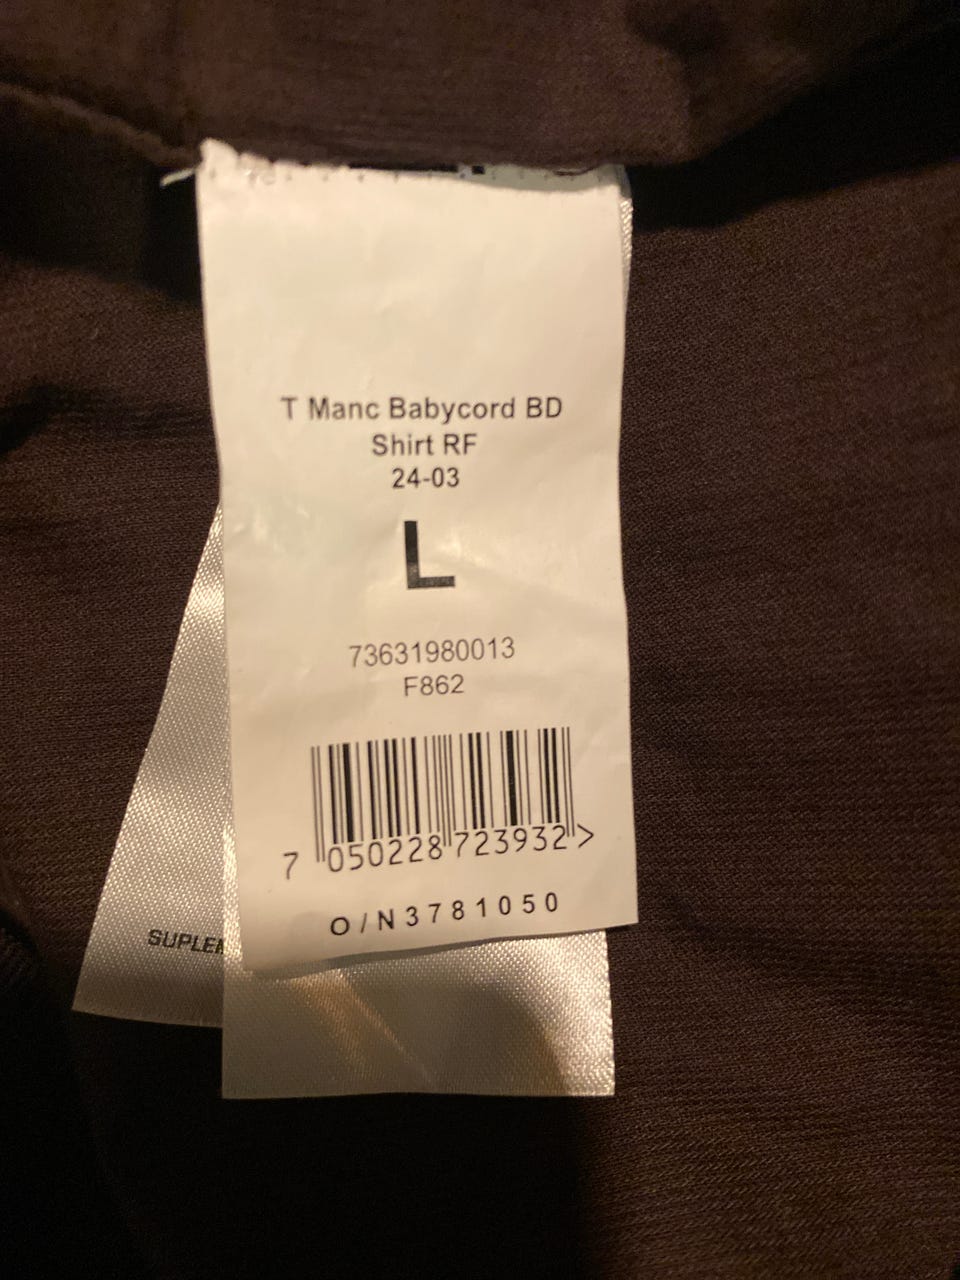 T Manc Babycord BD
Shirt RF
24-03
L
73631980013
F862
7 050228 723932 >
O/N3781050